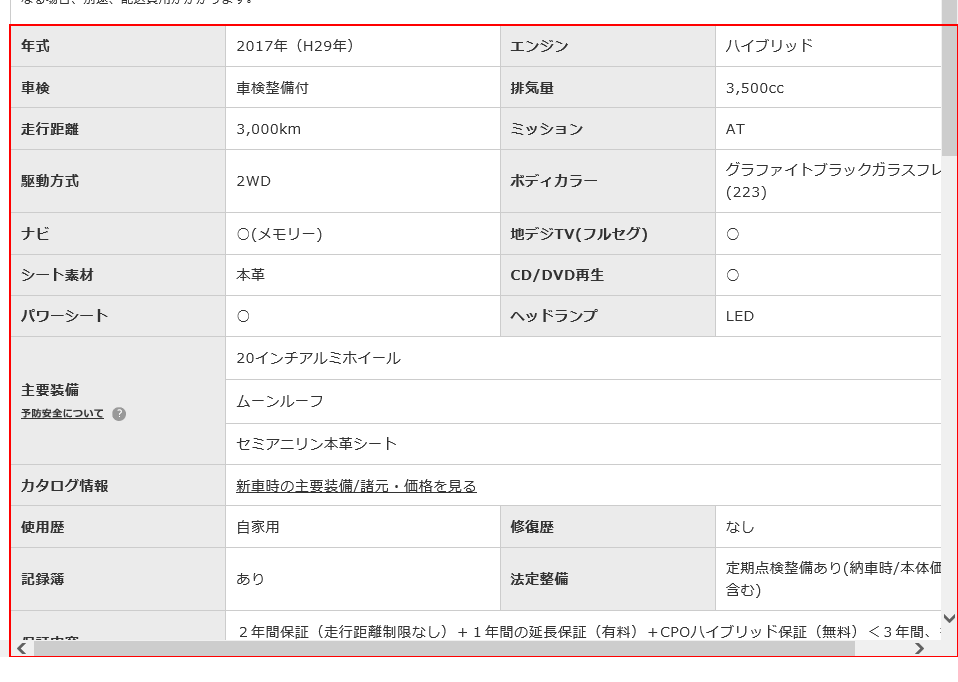 年式 2017年（H29年） エンジン ハイブリッド
車検 車検整備付 排気量 3,500cc
走行距離 3,000km ミッション AT
駆動方式 2WD ボディカラー グラファイトブラックガラスフレ
(223)
ナビ ○(メモリー) 地デジTV(フルセグ) ○
シート素材 本革 CD/DVD再生 ○
パワーシート ○ ヘッドランプ LED
主要装備
予防安全について ?
20インチアルミホイール
ムーンルーフ
セミアニリン本革シート
カタログ情報 新車時の主要装備/諸元・価格を見る
使用歴 自家用 修復歴 なし
記録簿 あり 法定整備 定期点検整備あり(納車時/本体価
含む)
２年間保証（走行距離制限なし）＋１年間の延長保証（有料）＋CPOハイブリッド保証（無料）＜３年間、